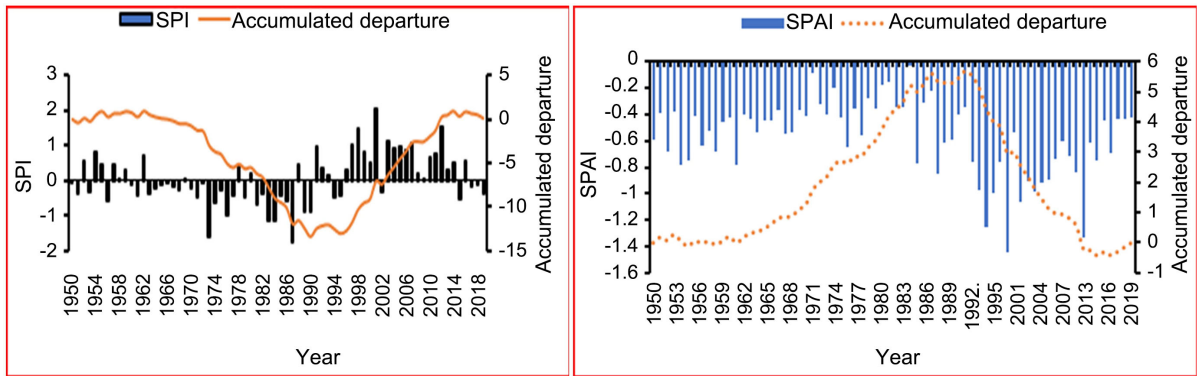 SPI Accumulated departure
3
2
1
0
-1
-2
SPI
5
0
-5
-10
-15
Accumulated departure
1950 1954 1958 1962 1966 1970 1974 1978 1982 1986 1990 1994 1998 2002 2006 2010 2014 2018
Year
SPAI Accumulated departure
0
-0.2
-0.4
-0.6
-0.8
-1
-1.2
-1.4
-1.6
SPAI
6
5
4
3
2
1
0
-1
Accumulated departure
1950 1953 1956 1959 1962 1965 1968 1971 1974 1977 1980 1983 1986 1989 1992. 1995 2001 2004 2007 2013 2016 2019
Year